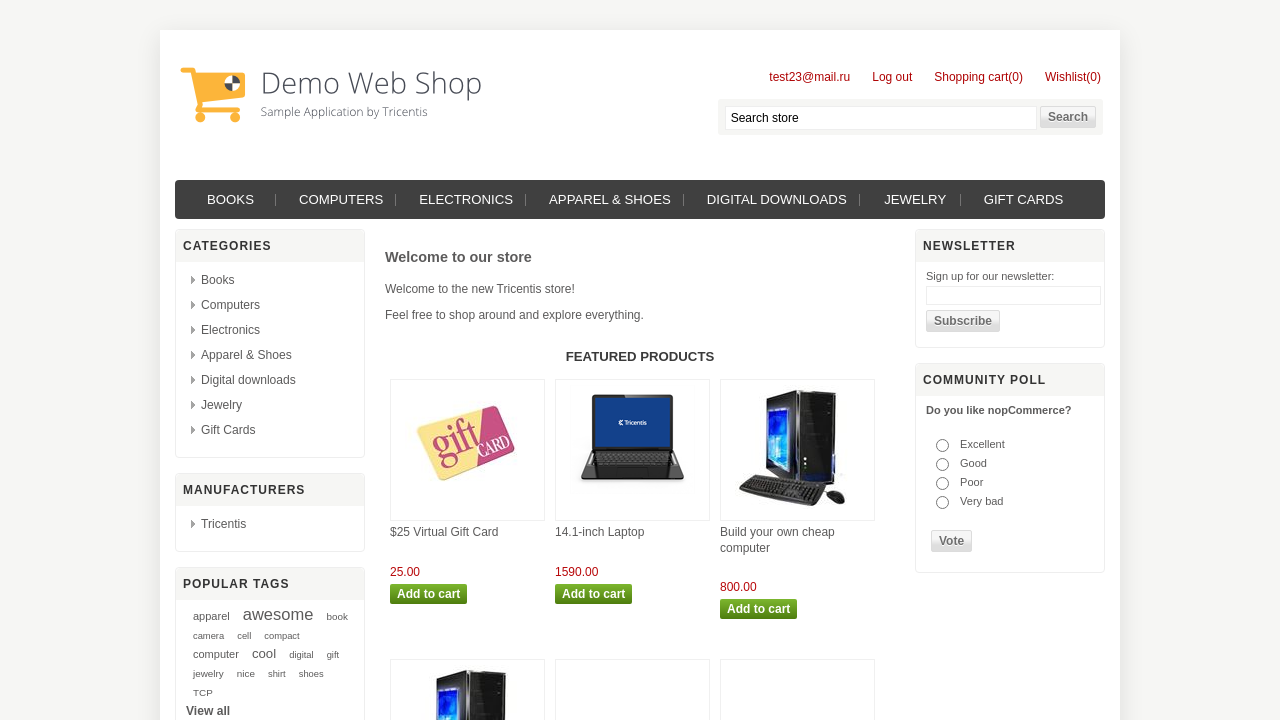 Demo Web Shop
Sample Application by Tricentis
test23@mail.ru Log out Shopping cart(0) Wishlist(0)
Search store Search
BOOKS COMPUTERS ELECTRONICS APPAREL & SHOES DIGITAL DOWNLOADS JEWELRY GIFT CARDS
CATEGORIES
Books
Computers
Electronics
Apparel & Shoes
Digital downloads
Jewelry
Gift Cards
MANUFACTURERS
Tricentis
POPULAR TAGS
apparel awesome book
camera cell compact
computer cool digital gift
jewelry nice shirt shoes
TCP
View all
Welcome to our store
Welcome to the new Tricentis store!
Feel free to shop around and explore everything.
FEATURED PRODUCTS
gift CARD
Tricentis
$25 Virtual Gift Card
25.00
Add to cart
14.1-inch Laptop
1590.00
Add to cart
Build your own cheap
computer
800.00
Add to cart
NEWSLETTER
Sign up for our newsletter:
Subscribe
COMMUNITY POLL
Do you like nopCommerce?
Excellent
Good
Poor
Very bad
Vote